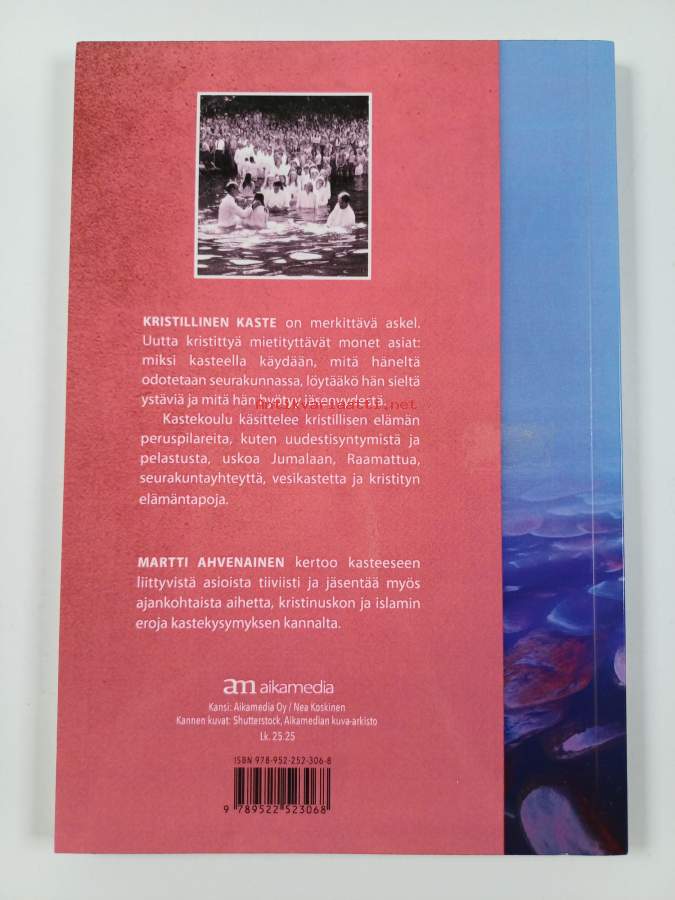 KRISTILLINEN KASTE on merkittävä askel.
Uutta kristittyä mietityttävät monet asiat:
miksi kasteella käydään, mitä häneltä
odotetaan seurakunnassa, löytääkö hän sieltä
ystäviä ja mitä hän hyötyy jäsenyydestä.
Antikvariaatti.net
Kastekoulu käsittelee kristillisen elämän
peruspilareita, kuten uudestisyntymistä ja
pelastusta, uskoa Jumalaan, Raamattua,
seurakuntayhteyttä, vesikastetta ja kristityn
elämäntapoja.
MARTTI AHVENAINEN kertoo kasteeseen
liittyvistä asioista tiiviisti ja jäsentää myös
ajankohtaista aihetta, kristinuskon ja islamin
eroja kastekysymyksen kannalta.
am aikamedia
Kansi: Aikamedia Oy / Nea Koskinen
Kannen kuvat: Shutterstock, Aikamedian kuva-arkisto
Lk. 25.25
ISBN 978-952-252-306-8
9 789522 523068